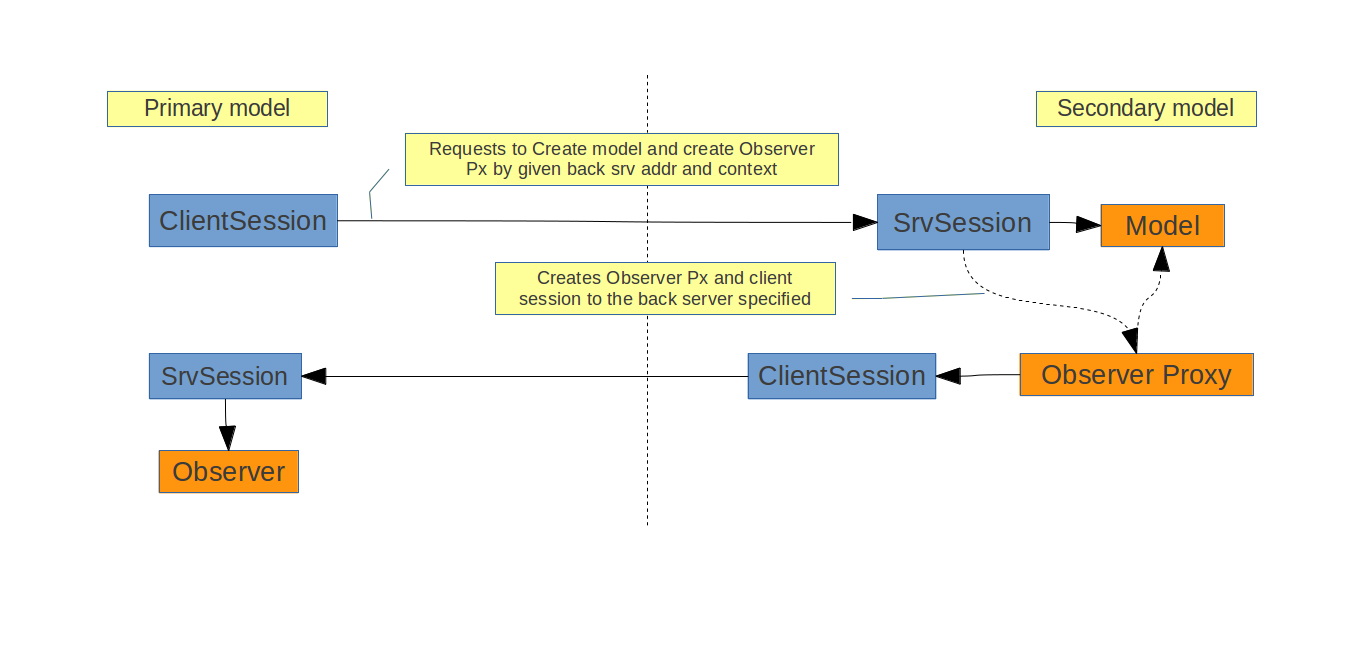 Primary model
Secondary model
Requests to Create model and create Observer
Px by given back srv addr and context
ClientSession
SrvSession
Model
Creates Observer Px and client
session to the back server specified
SrvSession
ClientSession
Observer Proxy
Observer